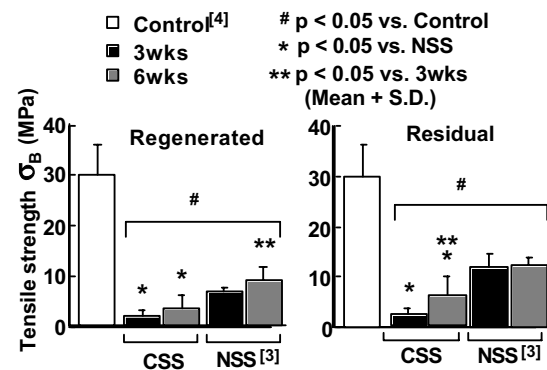 Control[4]
3wks
6wks
# p < 0.05 vs. Control
* p < 0.05 vs. NSS
** p < 0.05 vs. 3wks
(Mean + S.D.)
Tensile strength σB (MPa)
Regenerated
40
30
20
10
0
#
* * **
CSS NSS[3]
Residual
40
30
20
10
0
#
**
* *
CSS NSS[3]